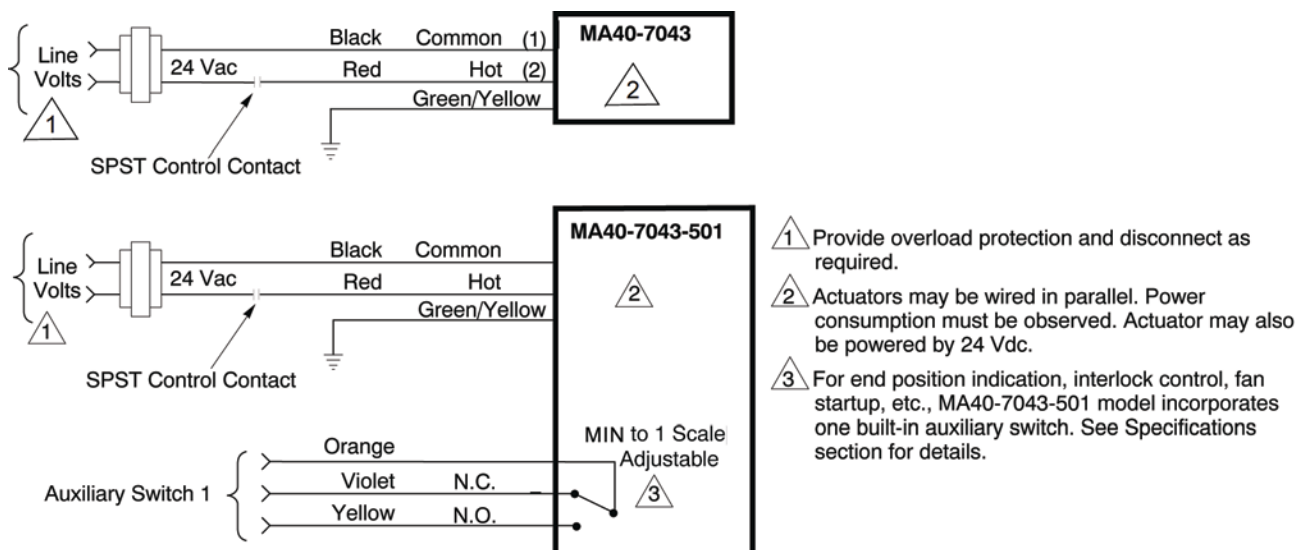 Line
Volts
1
24 Vac
Black Common (1)
Red Hot (2)
Green/Yellow
SPST Control Contact
MA40-7043
2
Line
Volts
1
24 Vac
Black Common
Red Hot
Green/Yellow
SPST Control Contact
MA40-7043-501
2
MIN to 1 Scale
Adjustable
3
Auxiliary Switch 1
Orange
Violet N.C.
Yellow N.O.
1 Provide overload protection and disconnect as
required.
2 Actuators may be wired in parallel. Power
consumption must be observed. Actuator may also
be powered by 24 Vdc.
3 For end position indication, interlock control, fan
startup, etc., MA40-7043-501 model incorporates
one built-in auxiliary switch. See Specifications
section for details.